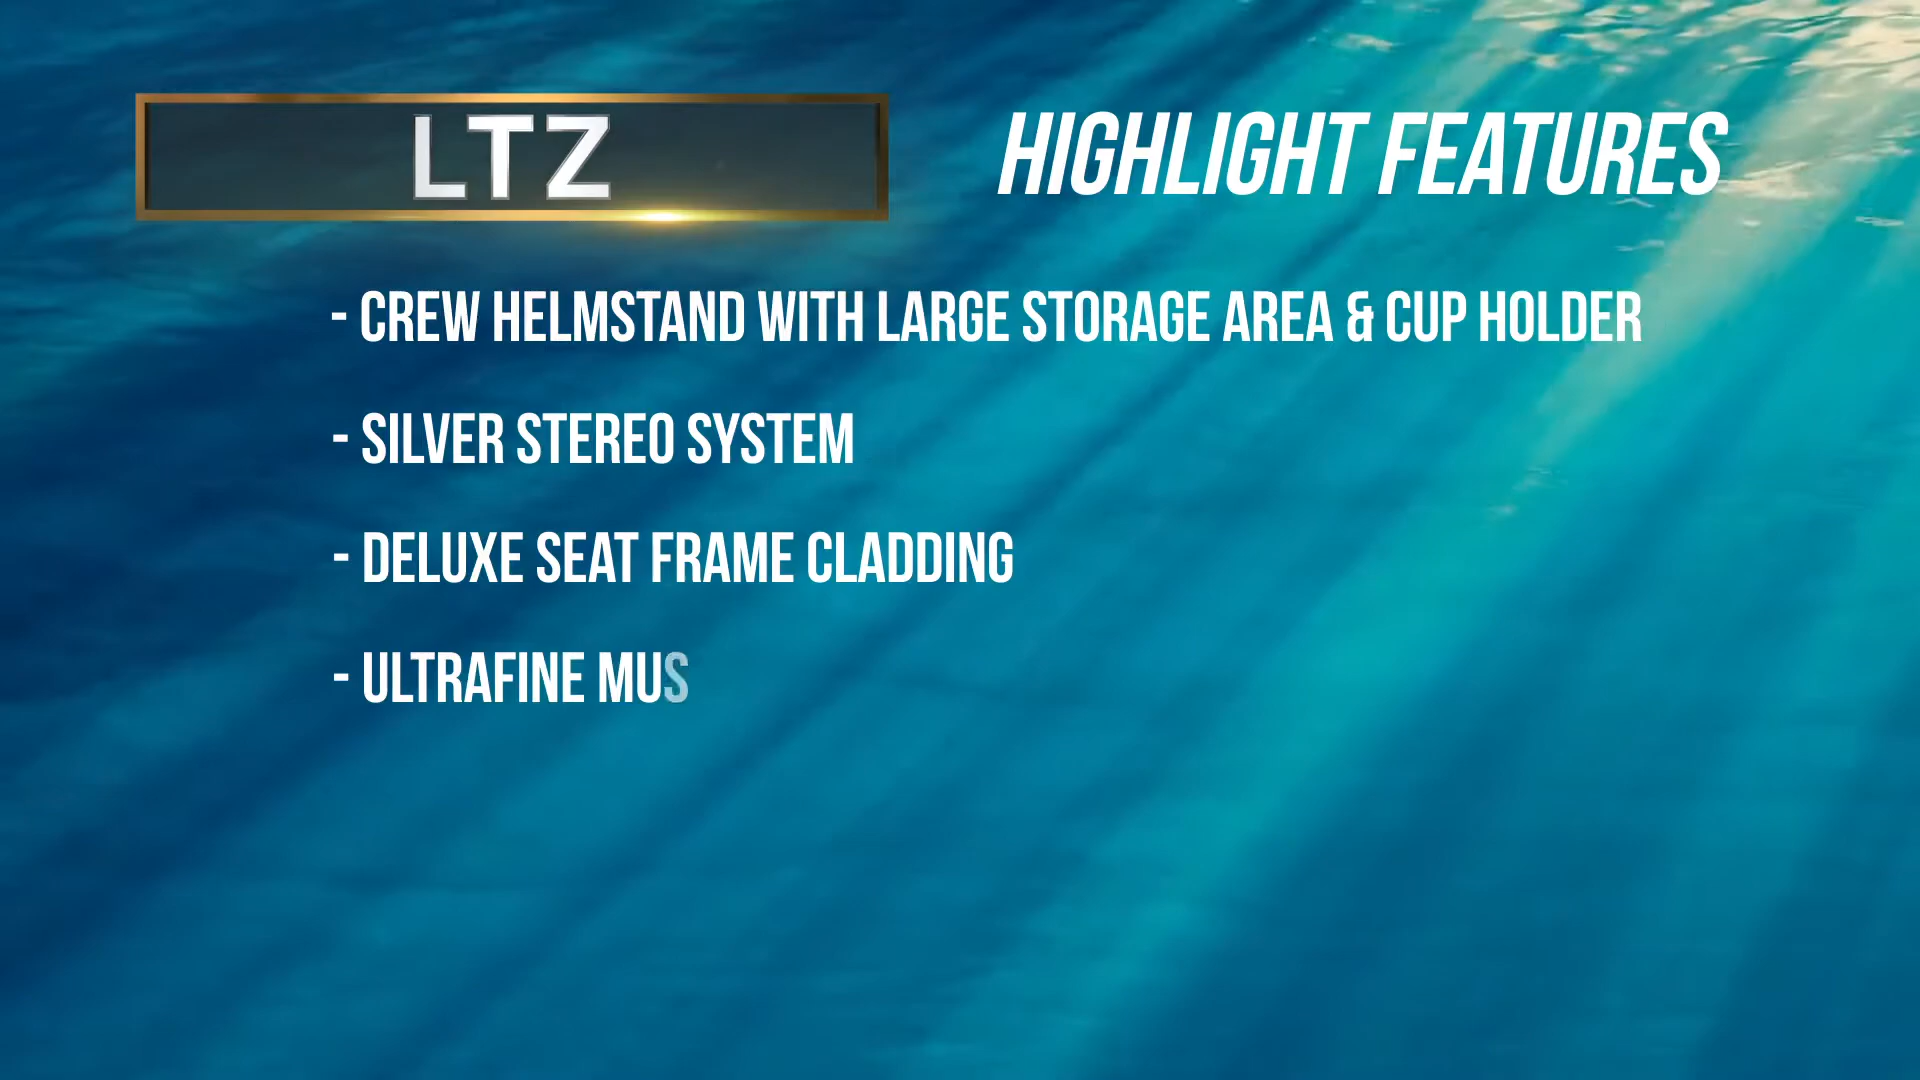 LTZ
HIGHLIGHT FEATURES
- CREW HELMSTAND WITH LARGE STORAGE AREA & CUP HOLDER
- SILVER STEREO SYSTEM
- DELUXE SEAT FRAME CLADDING
- ULTRAFINE MUS